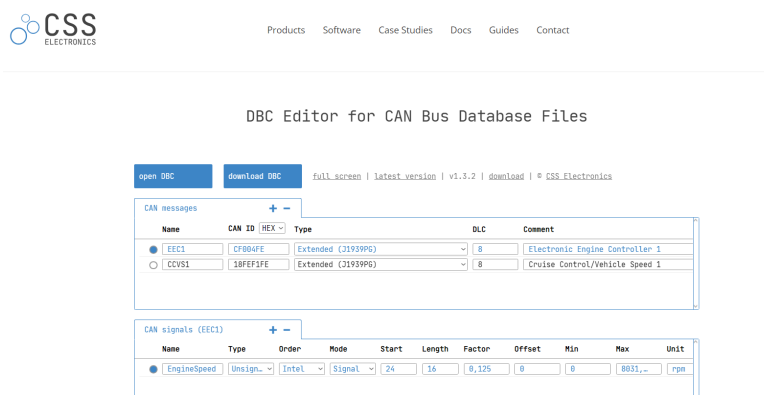 CSS
ELECTRONICS
Products Software Case Studies Docs Guides Contact
DBC Editor for CAN Bus Database Files
open DBC download DBC full screen | latest version | v1.3.2 | download | © CSS Electronics
CAN messages + −
Name CAN ID HEX Type DLC Comment
EEC1 CF004FE Extended (J1939PG) 8 Electronic Engine Controller 1
CCVS1 18FEF1FE Extended (J1939PG) 8 Cruise Control/Vehicle Speed 1
CAN signals (EEC1) + −
Name Type Order Mode Start Length Factor Offset Min Max Unit
EngineSpeed Unsign… Intel Signal 24 16 0,125 0 0 8031,… rpm